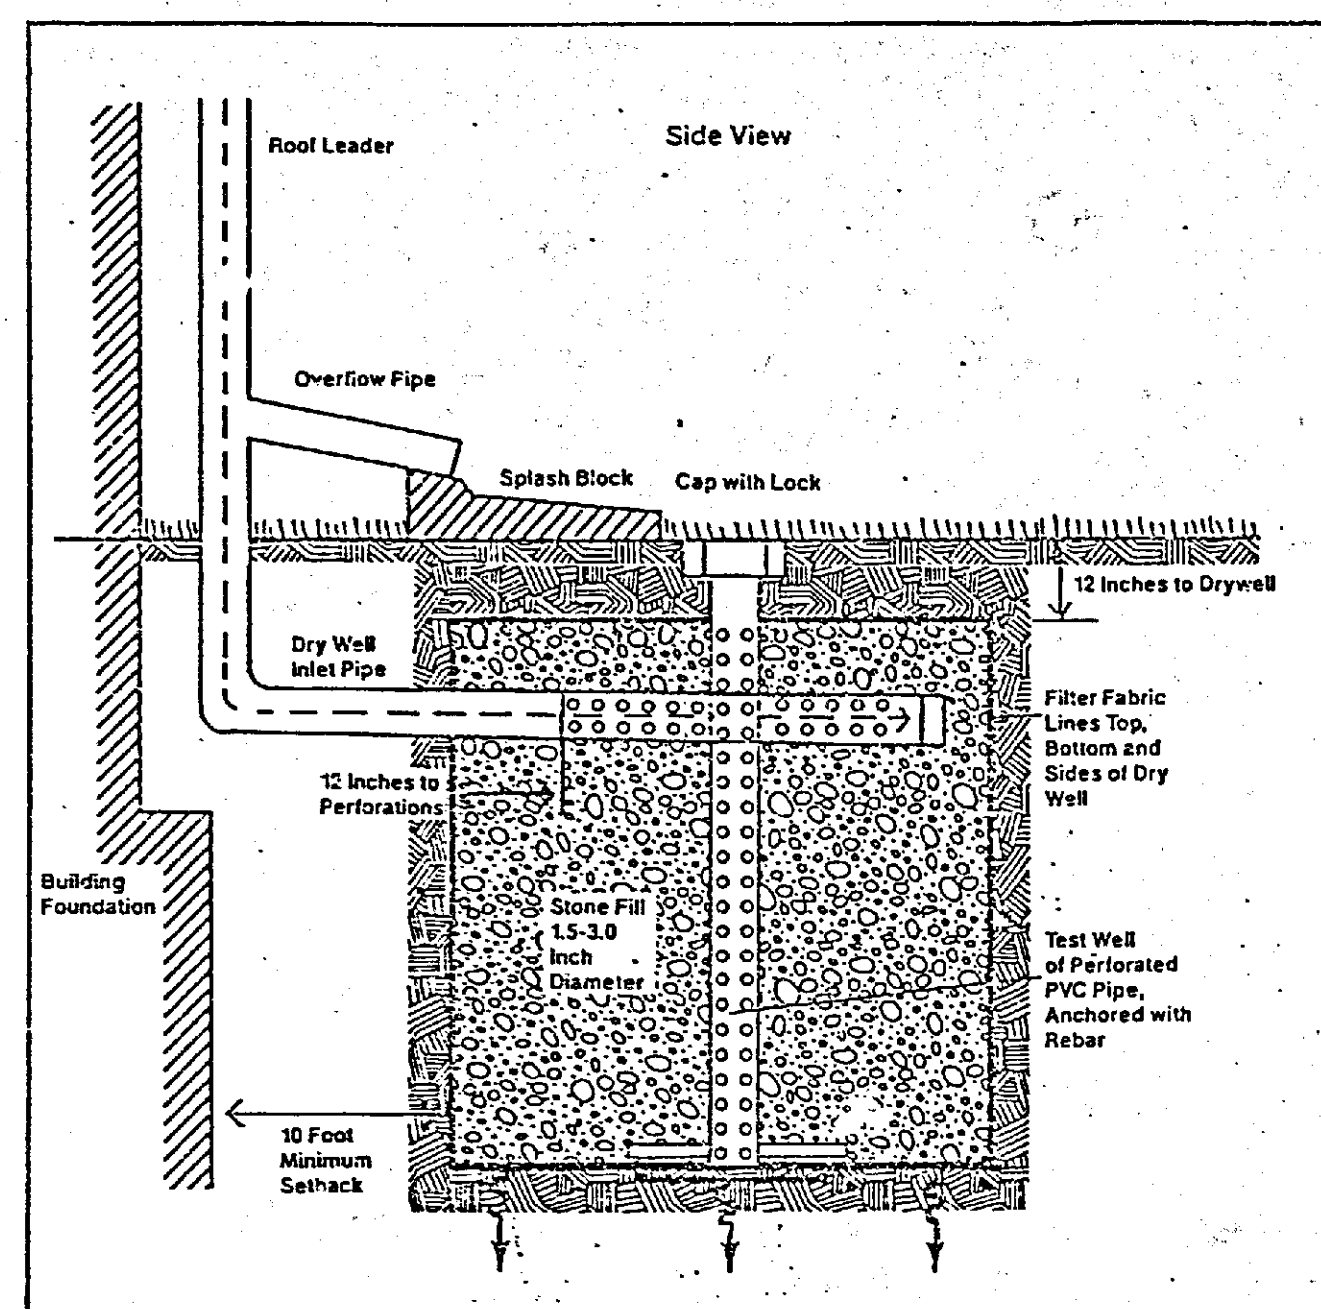 Side View
Roof Leader
Overflow Pipe
Splash Block
Cap with Lock
12 Inches to Drywell
Dry Well
Inlet Pipe
Filter Fabric
Lines Top,
Bottom and
Sides of Dry
Well
12 Inches to
Perforations
Building
Foundation
Stone Fill
1.5-3.0
Inch
Diameter
Test Well
of Perforated
PVC Pipe,
Anchored with
Rebar
10 Foot
Minimum
Setback